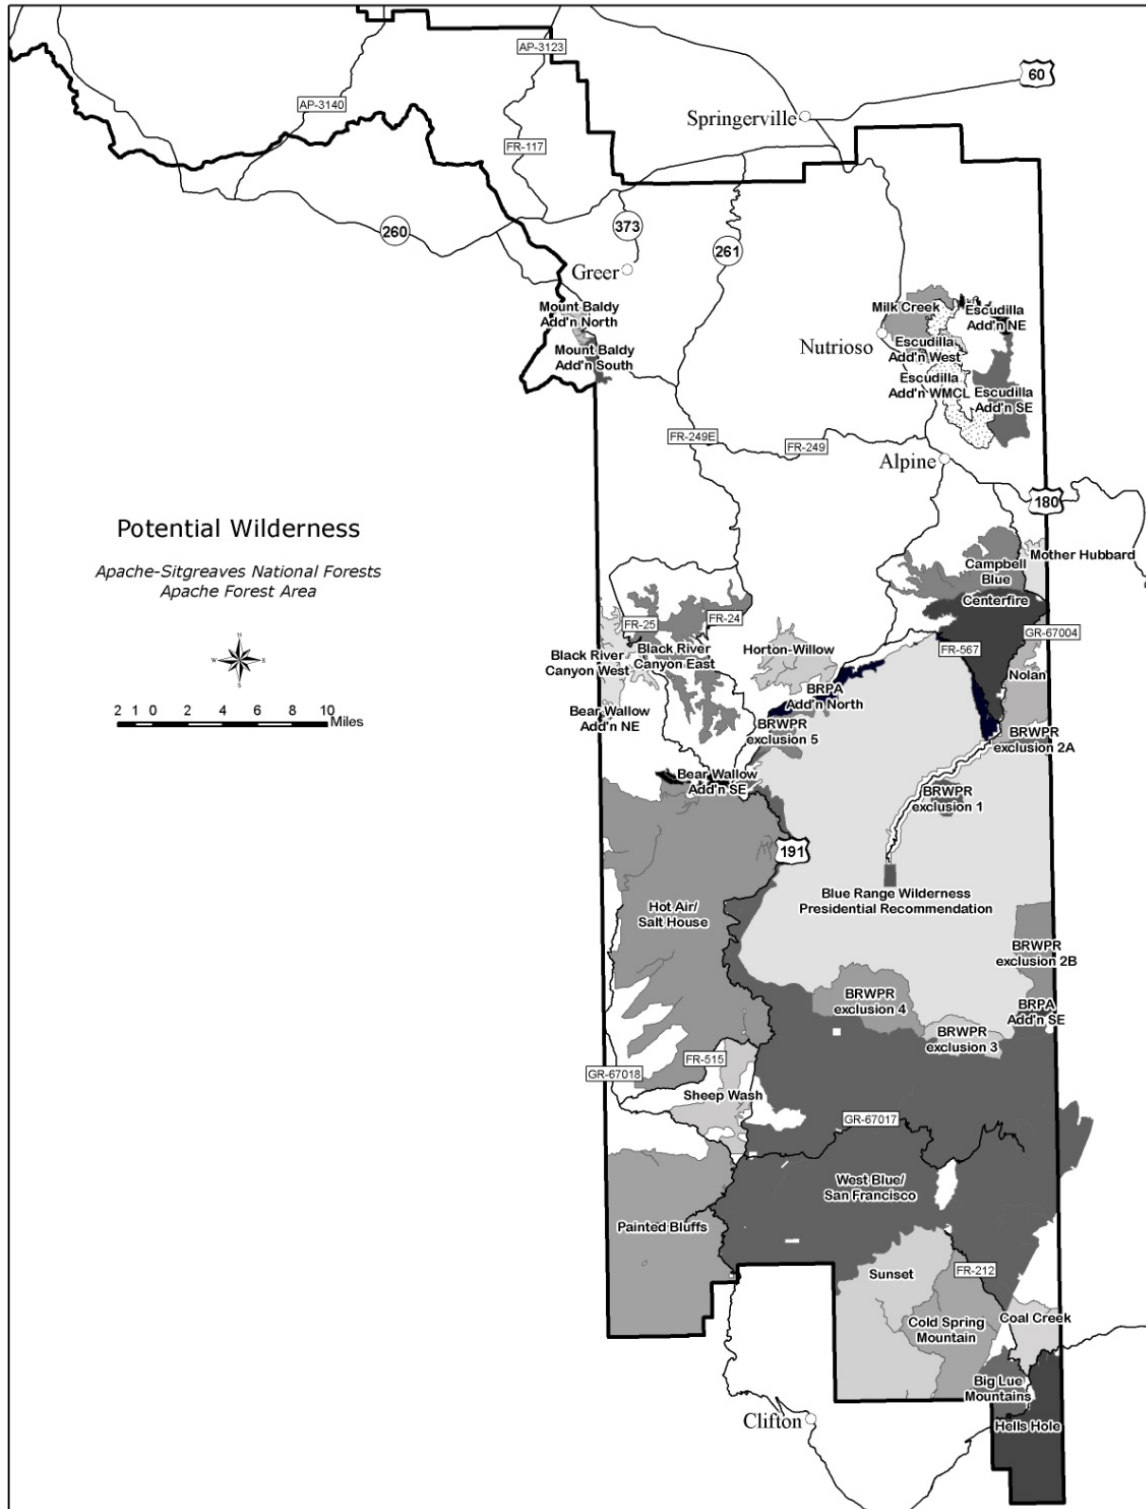 AP-3123
60
AP-3140
Springerville
FR-117
373
260
261
Greer
Mount Baldy
Add'n North
Milk Creek
Escudilla
Add'n NE
Nutrioso
Escudilla
Add'n West
Mount Baldy
Add'n South
Escudilla
Add'n WMCL
Escudilla
Add'n SE
FR-249E
FR-249
Alpine
180
Potential Wilderness
Apache-Sitgreaves National Forests
Apache Forest Area
N
W
E
S
2 1 0 2 4 6 8 10
Miles
Mother Hubbard
Campbell
Blue
Centerfire
FR-25
FR-24
GR-67004
Black River
Canyon West
Black River
Canyon East
Horton-Willow
FR-567
Nolan
BRPA
Add'n North
Bear Wallow
Add'n NE
BRWPR
exclusion 5
BRWPR
exclusion 2A
Bear Wallow
Add'n SE
BRWPR
exclusion 1
191
Blue Range Wilderness
Presidential Recommendation
Hot Air/
Salt House
BRWPR
exclusion 2B
BRWPR
exclusion 4
BRPA
Add'n SE
BRWPR
exclusion 3
FR-515
GR-67018
Sheep Wash
GR-67017
West Blue/
San Francisco
Painted Bluffs
Sunset
FR-212
Cold Spring
Mountain
Coal Creek
Big Lue
Mountains
Clifton
Hells Hole